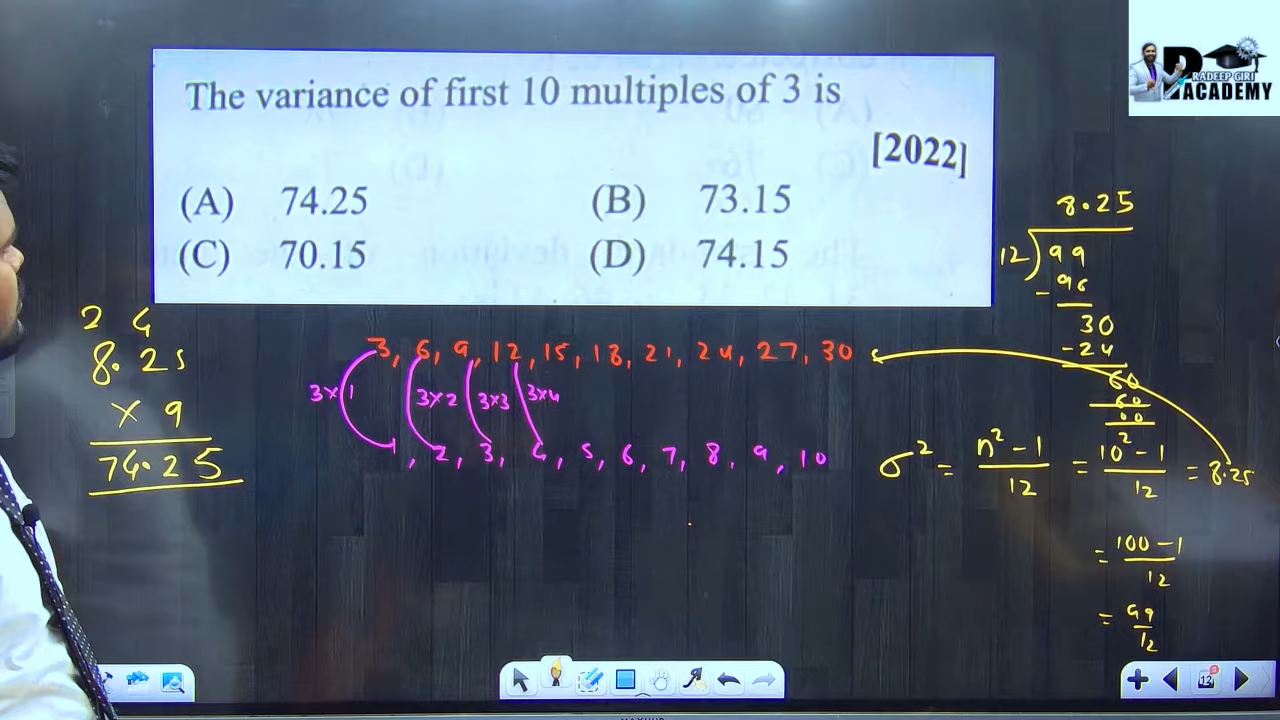 RADEEP GIRI
ACADEMY
The variance of first 10 multiples of 3 is
[2022]
(A) 74.25 (B) 73.15
(C) 70.15 (D) 74.15
8.25
12 99
- 96
30
- 24
60
60
00
2 4
8.25
× 9
74.25
3, 6, 9, 12, 15, 18, 21, 24, 27, 30
3×1 3×2 3×3 3×4
1, 2, 3, 4, 5, 6, 7, 8, 9, 10
σ² = n² - 1 / 12 = 10² - 1 / 12 = 8.25
= 100 - 1 / 12
= 99 / 12
12